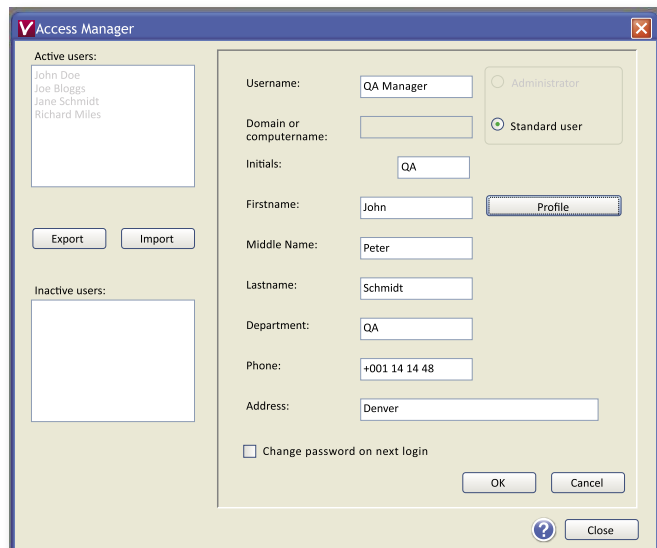 Access Manager
Active users:
John Doe
Joe Bloggs
Jane Schmidt
Richard Miles
Export
Import
Inactive users:
Username:
QA Manager
Administrator
Domain or
computername:
Standard user
Initials:
QA
Firstname:
John
Profile
Middle Name:
Peter
Lastname:
Schmidt
Department:
QA
Phone:
+001 14 14 48
Address:
Denver
Change password on next login
OK
Cancel
?
Close